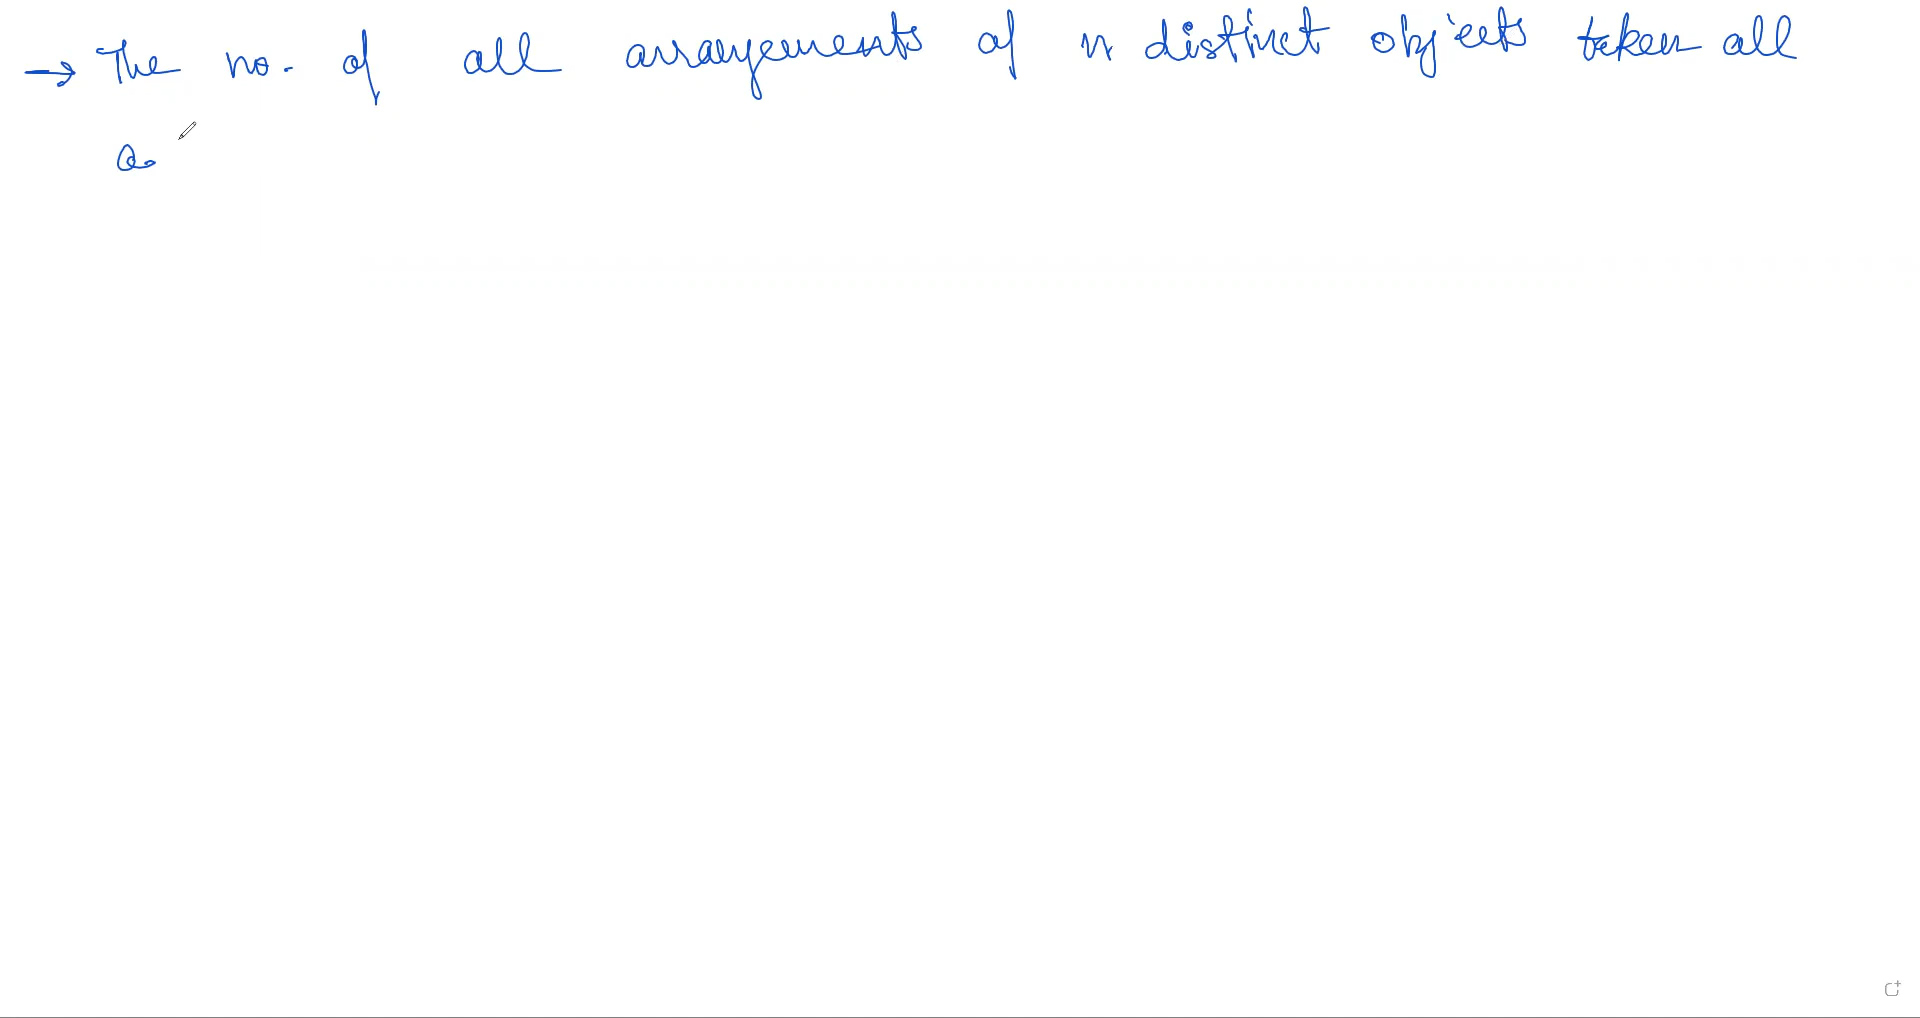 → The no. of all arrangements of n distinct objects taken all
a